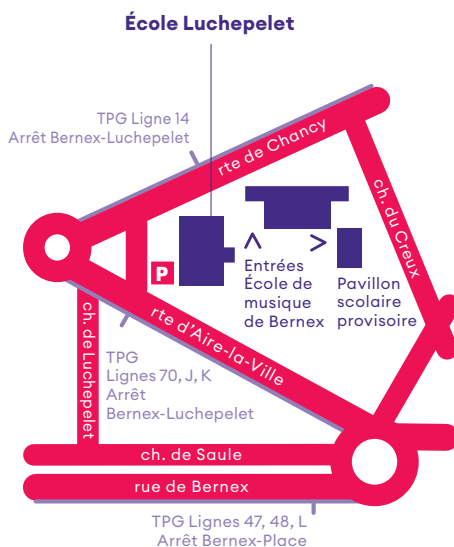 École Luchepelet
TPG Ligne 14
Arrêt Bernex-Luchepelet
rte de Chancy
ch. du Creux
P
Entrées
École de
musique
de Bernex
Pavillon
scolaire
provisoire
rte d'Aire-la-Ville
ch. de Luchepelet
TPG
Lignes 70, J, K
Arrêt
Bernex-Luchepelet
ch. de Saule
rue de Bernex
TPG Lignes 47, 48, L
Arrêt Bernex-Place